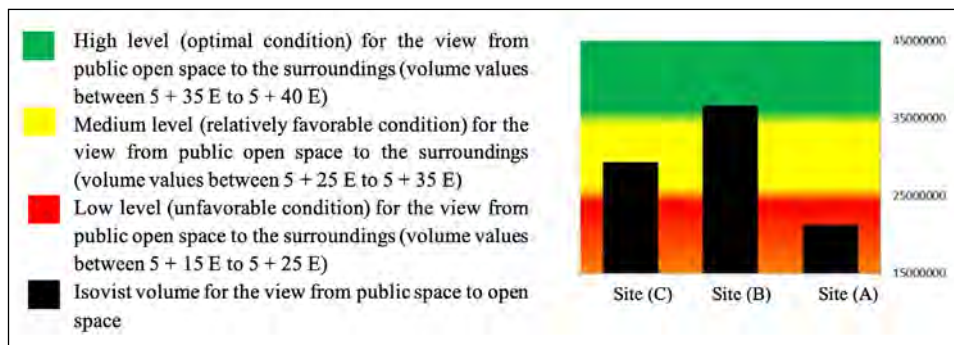 High level (optimal condition) for the view from
public open space to the surroundings (volume values
between 5 + 35 E to 5 + 40 E)
Medium level (relatively favorable condition) for the
view from public open space to the surroundings
(volume values between 5 + 25 E to 5 + 35 E)
Low level (unfavorable condition) for the view from
public open space to the surroundings (volume values
between 5 + 15 E to 5 + 25 E)
Isovist volume for the view from public space to open
space
45000000
35000000
25000000
15000000
Site (C) Site (B) Site (A)